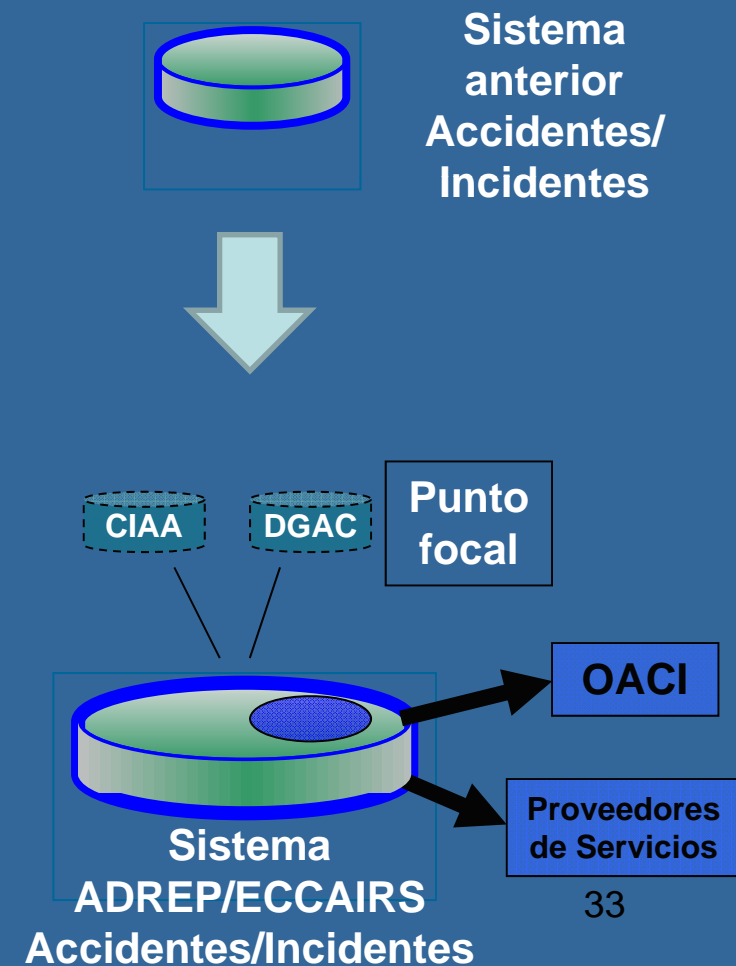 Sistema
anterior
Accidentes/
Incidentes
CIAA
DGAC
Punto
focal
OACI
Proveedores
de Servicios
Sistema
ADREP/ECCAIRS
Accidentes/Incidentes
33